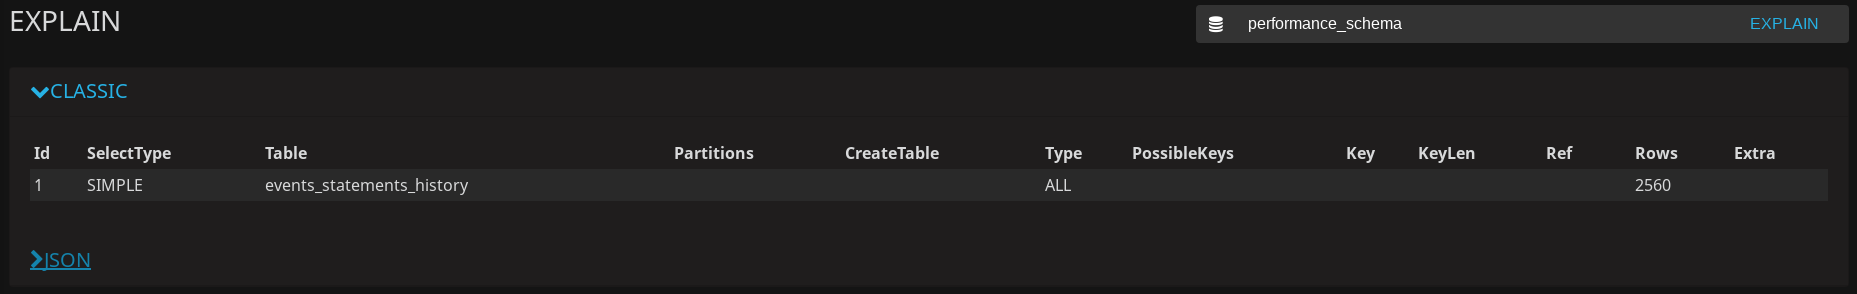 EXPLAIN
performance_schema EXPLAIN
CLASSIC
Id SelectType Table Partitions CreateTable Type PossibleKeys Key KeyLen Ref Rows Extra
1 SIMPLE events_statements_history ALL 2560
JSON